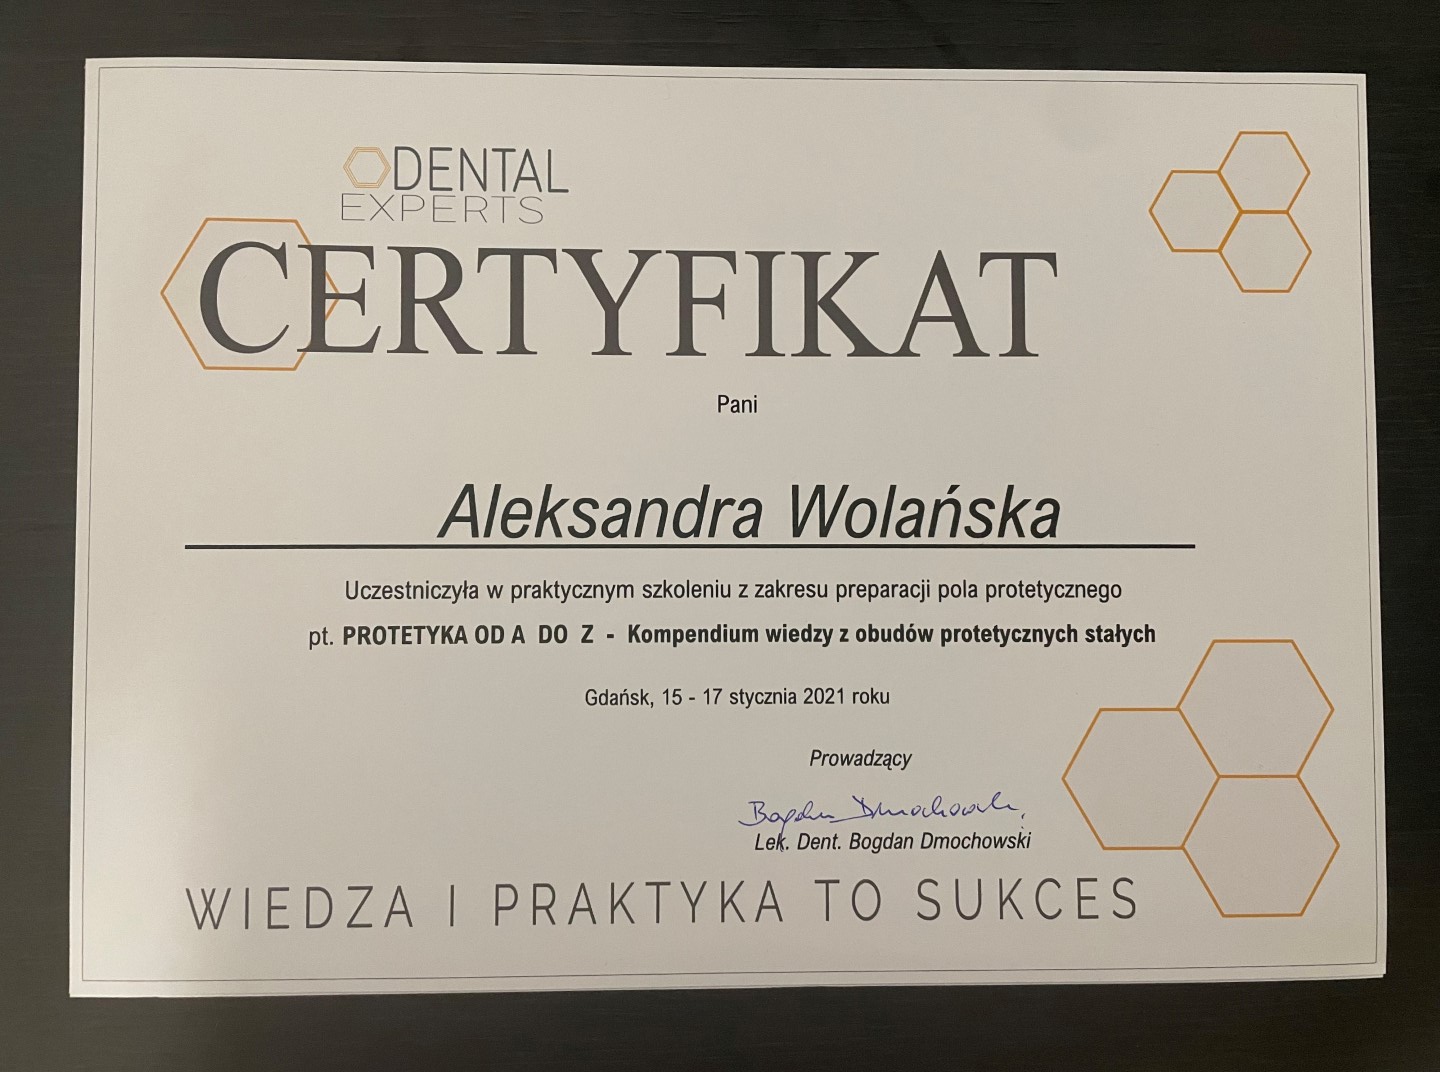 DENTAL
EXPERTS
CERTYFIKAT
Pani
Aleksandra Wolańska
Uczestniczyła w praktycznym szkoleniu z zakresu preparacji pola protetycznego
pt. PROTETYKA OD A DO Z - Kompendium wiedzy z obudów protetycznych stałych
Gdańsk, 15 - 17 stycznia 2021 roku
Prowadzący
Bogdan Dmochowski
Lek. Dent. Bogdan Dmochowski
WIEDZA I PRAKTYKA TO SUKCES